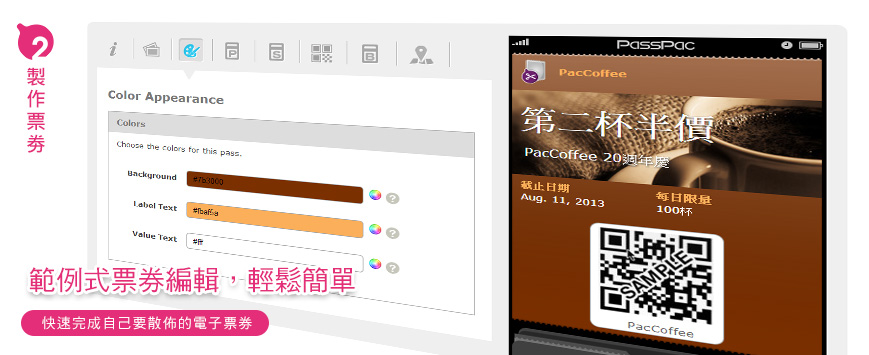 2
製作票券
i
P
S
B
Color Appearance
Colors
Choose the colors for this pass.
Background
#7b3300
?
Label Text
#fbaf5a
?
Value Text
#fff
?
範例式票券編輯，輕鬆簡單
快速完成自己要散佈的電子票券
PassPac
PacCoffee
第二杯半價
PacCoffee 20週年慶
截止日期
Aug. 11, 2013
每日限量
100杯
SAMPLE
PacCoffee